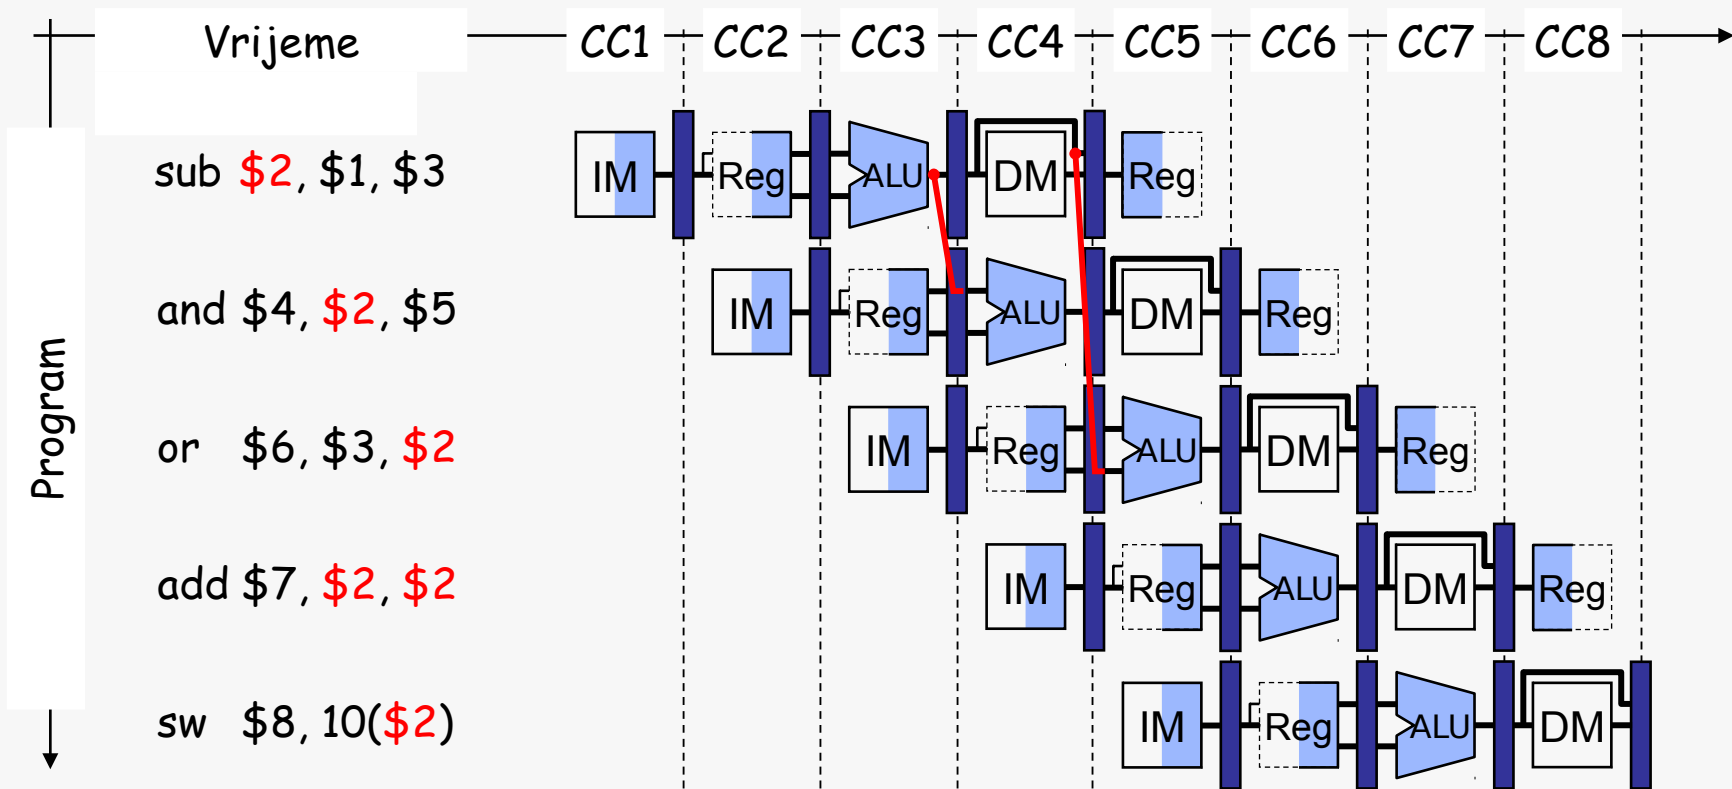 Vrijeme CC1 CC2 CC3 CC4 CC5 CC6 CC7 CC8
Program
sub $2, $1, $3
IM Reg ALU DM Reg
and $4, $2, $5
IM Reg ALU DM Reg
or $6, $3, $2
IM Reg ALU DM Reg
add $7, $2, $2
IM Reg ALU DM Reg
sw $8, 10($2)
IM Reg ALU DM